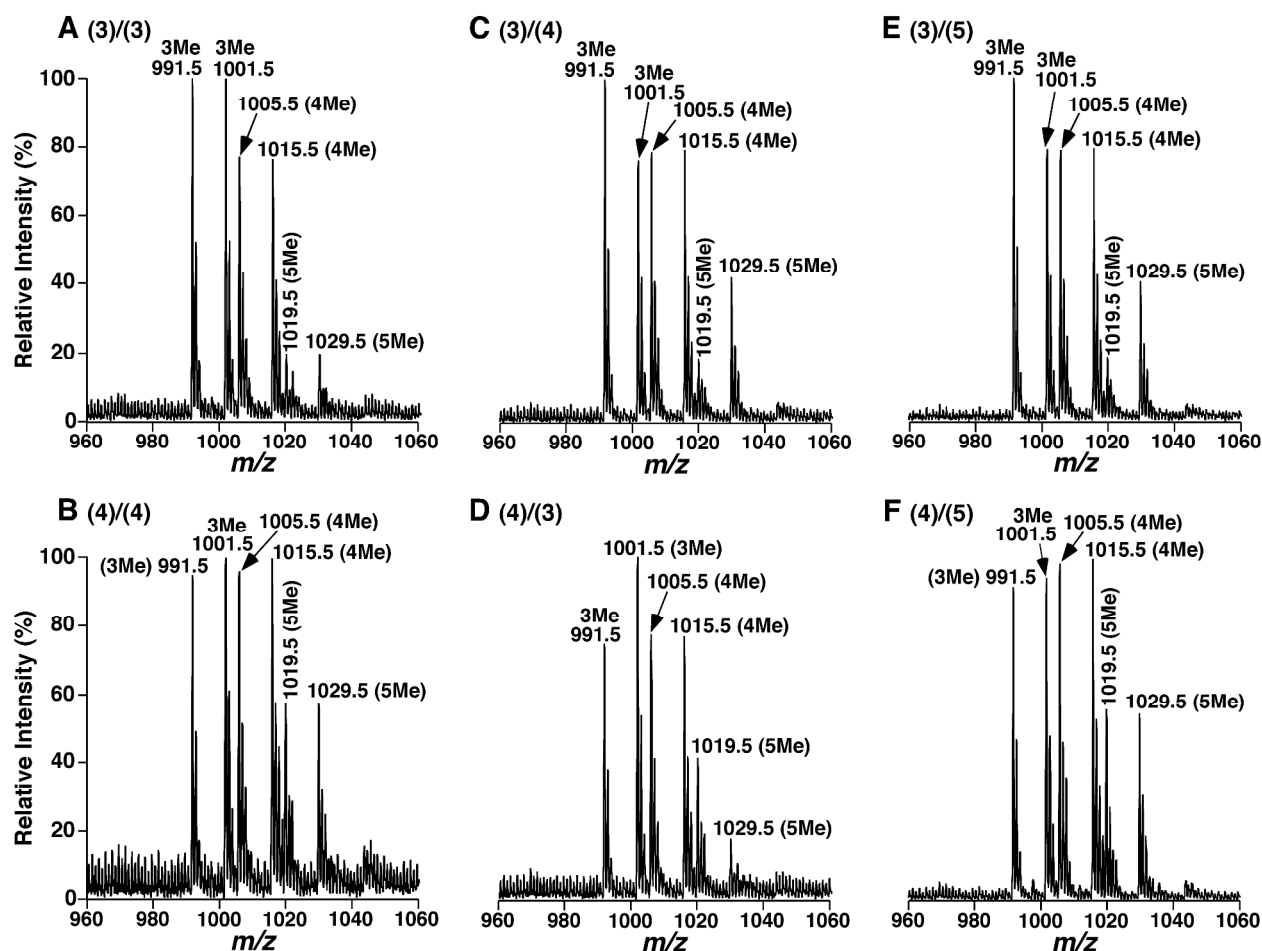 A (3)/(3)
3Me 3Me
991.5 1001.5
1005.5 (4Me)
1015.5 (4Me)
1019.5 (5Me)
1029.5 (5Me)
Relative Intensity (%)
100
80
60
40
20
0
960 980 1000 1020 1040 1060
m/z
C (3)/(4)
3Me
991.5
3Me
1001.5
1005.5 (4Me)
1015.5 (4Me)
1019.5 (5Me)
1029.5 (5Me)
960 980 1000 1020 1040 1060
m/z
E (3)/(5)
3Me
991.5
3Me
1001.5
1005.5 (4Me)
1015.5 (4Me)
1019.5 (5Me)
1029.5 (5Me)
960 980 1000 1020 1040 1060
m/z
B (4)/(4)
3Me
1001.5
1005.5 (4Me)
(3Me) 991.5
1015.5 (4Me)
1019.5 (5Me)
1029.5 (5Me)
Relative Intensity (%)
100
80
60
40
20
0
960 980 1000 1020 1040 1060
m/z
D (4)/(3)
1001.5 (3Me)
1005.5 (4Me)
3Me
991.5
1015.5 (4Me)
1019.5 (5Me)
1029.5 (5Me)
960 980 1000 1020 1040 1060
m/z
F (4)/(5)
3Me
1001.5
1005.5 (4Me)
1015.5 (4Me)
(3Me) 991.5
1019.5 (5Me)
1029.5 (5Me)
960 980 1000 1020 1040 1060
m/z